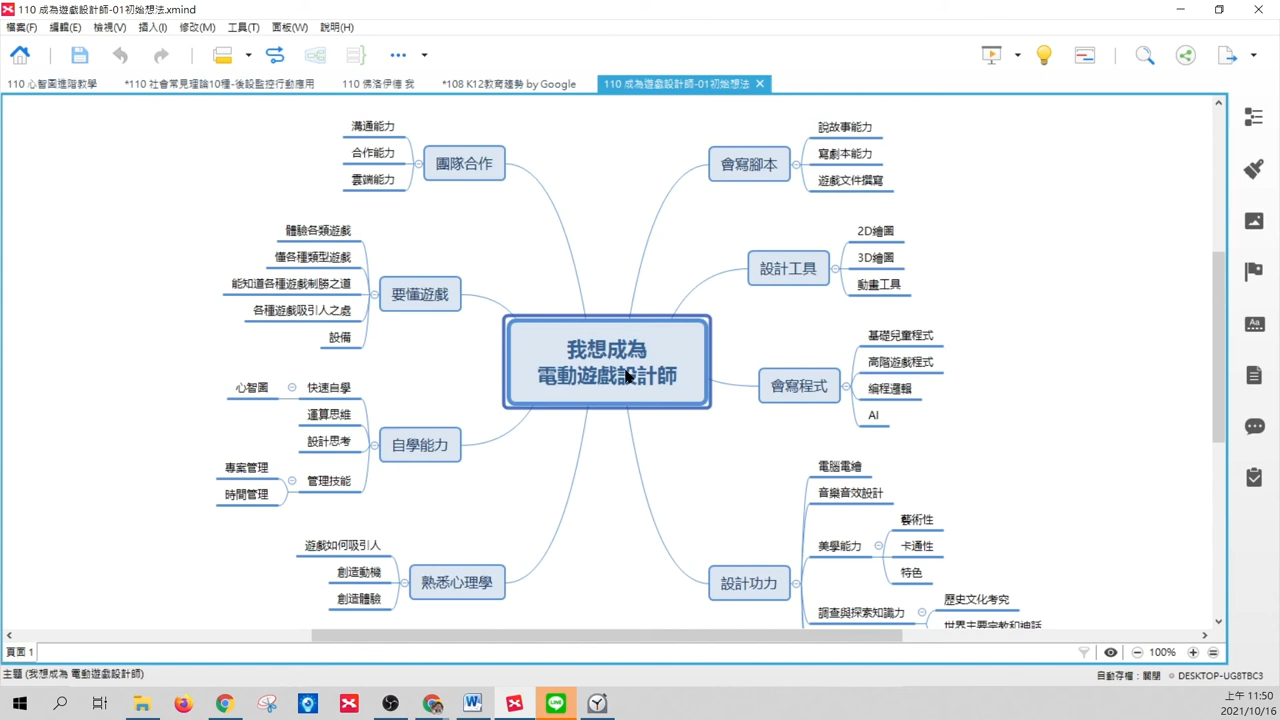 110 成為遊戲設計師-01初始想法.xmind
檔案(F) 編輯(E) 檢視(V) 插入(I) 修改(M) 工具(T) 面板(W) 說明(H)
110 心智圖進階教學 *110 社會常見理論10種-後設監控行動應用 110 佛洛伊德 我 *108 K12教育趨勢 by Google 110 成為遊戲設計師-01初始想法
溝通能力
合作能力
雲端能力
團隊合作
會寫腳本
說故事能力
寫劇本能力
遊戲文件撰寫
體驗各類遊戲
懂各種類型遊戲
能知道各種遊戲制勝之道
各種遊戲吸引人之處
設備
要懂遊戲
設計工具
2D繪圖
3D繪圖
動畫工具
我想成為
電動遊戲設計師
會寫程式
基礎兒童程式
高階遊戲程式
編程邏輯
AI
心智圖
快速自學
運算思維
設計思考
專案管理
時間管理
管理技能
自學能力
遊戲如何吸引人
創造動機
創造體驗
熟悉心理學
設計功力
電腦電繪
音樂音效設計
美學能力
藝術性
卡通性
特色
調查與探索知識力
歷史文化考究
世界主要宗教和神話
頁面 1
100%
主題 (我想成為 電動遊戲設計師)
自動存檔：關閉
DESKTOP-UG8TBC3
上午 11:50
2021/10/16